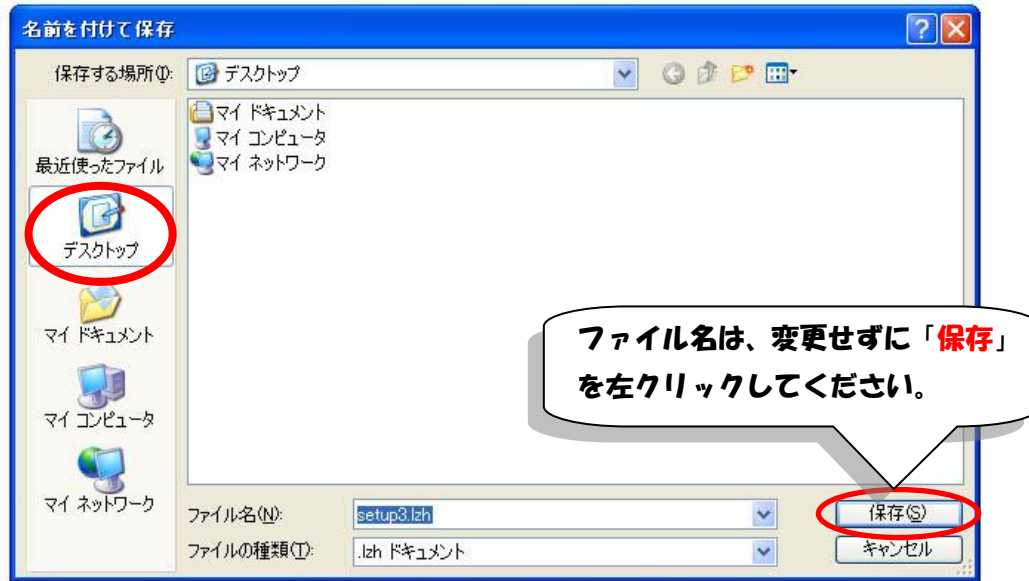 名前を付けて保存
保存する場所(I):
デスクトップ
マイ ドキュメント
マイ コンピュータ
マイ ネットワーク
最近使ったファイル
デスクトップ
マイ ドキュメント
マイ コンピュータ
マイ ネットワーク
ファイル名は、変更せずに「保存」
を左クリックしてください。
ファイル名(N):
setup3.lzh
保存(S)
ファイルの種類(T):
.lzh ドキュメント
キャンセル